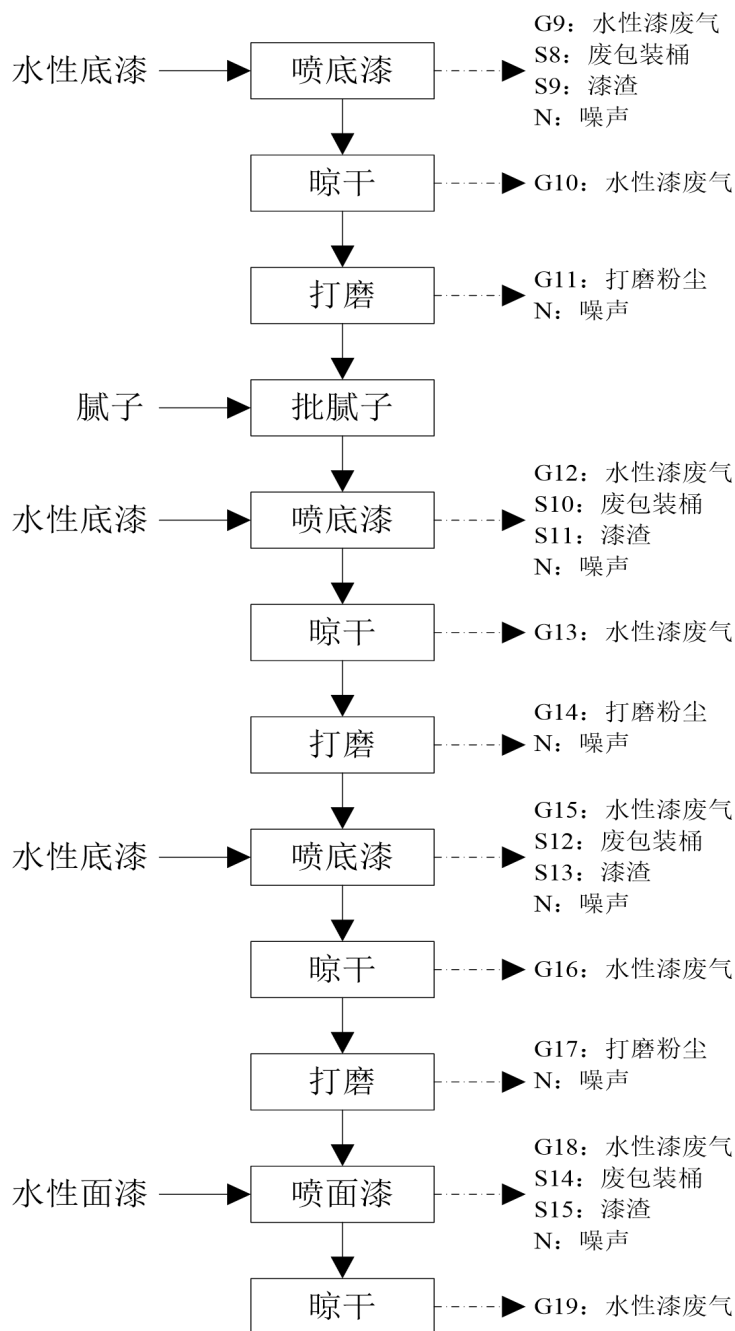 G9：水性漆废气
水性底漆
喷底漆
S8：废包装桶
S9：漆渣
N：噪声
晾干
G10：水性漆废气
打磨
G11：打磨粉尘
N：噪声
腻子
批腻子
水性底漆
喷底漆
G12：水性漆废气
S10：废包装桶
S11：漆渣
N：噪声
晾干
G13：水性漆废气
打磨
G14：打磨粉尘
N：噪声
水性底漆
喷底漆
G15：水性漆废气
S12：废包装桶
S13：漆渣
N：噪声
晾干
G16：水性漆废气
打磨
G17：打磨粉尘
N：噪声
水性面漆
喷面漆
G18：水性漆废气
S14：废包装桶
S15：漆渣
N：噪声
晾干
G19：水性漆废气